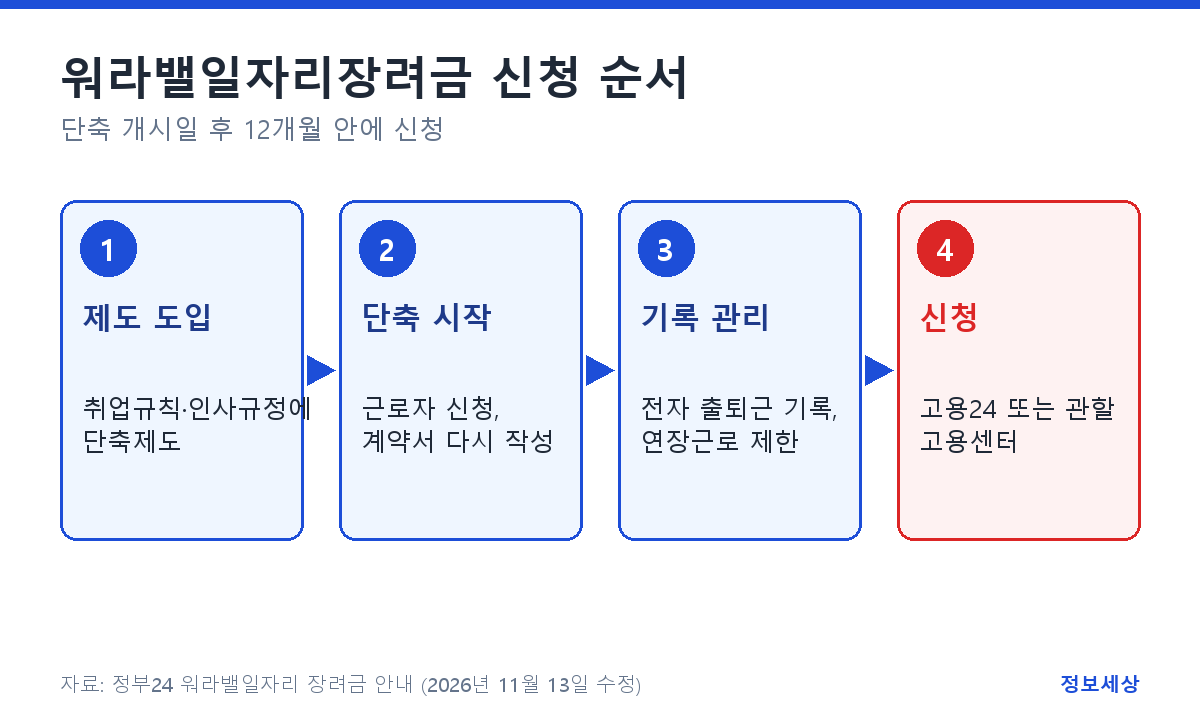 워라밸일자리장려금 신청 순서
단축 개시일 후 12개월 안에 신청
1
제도 도입
취업규칙·인사규정에
단축제도
2
단축 시작
근로자 신청,
계약서 다시 작성
3
기록 관리
전자 출퇴근 기록,
연장근로 제한
4
신청
고용24 또는 관할
고용센터
자료: 정부24 워라밸일자리 장려금 안내 (2026년 11월 13일 수정)
정보세상